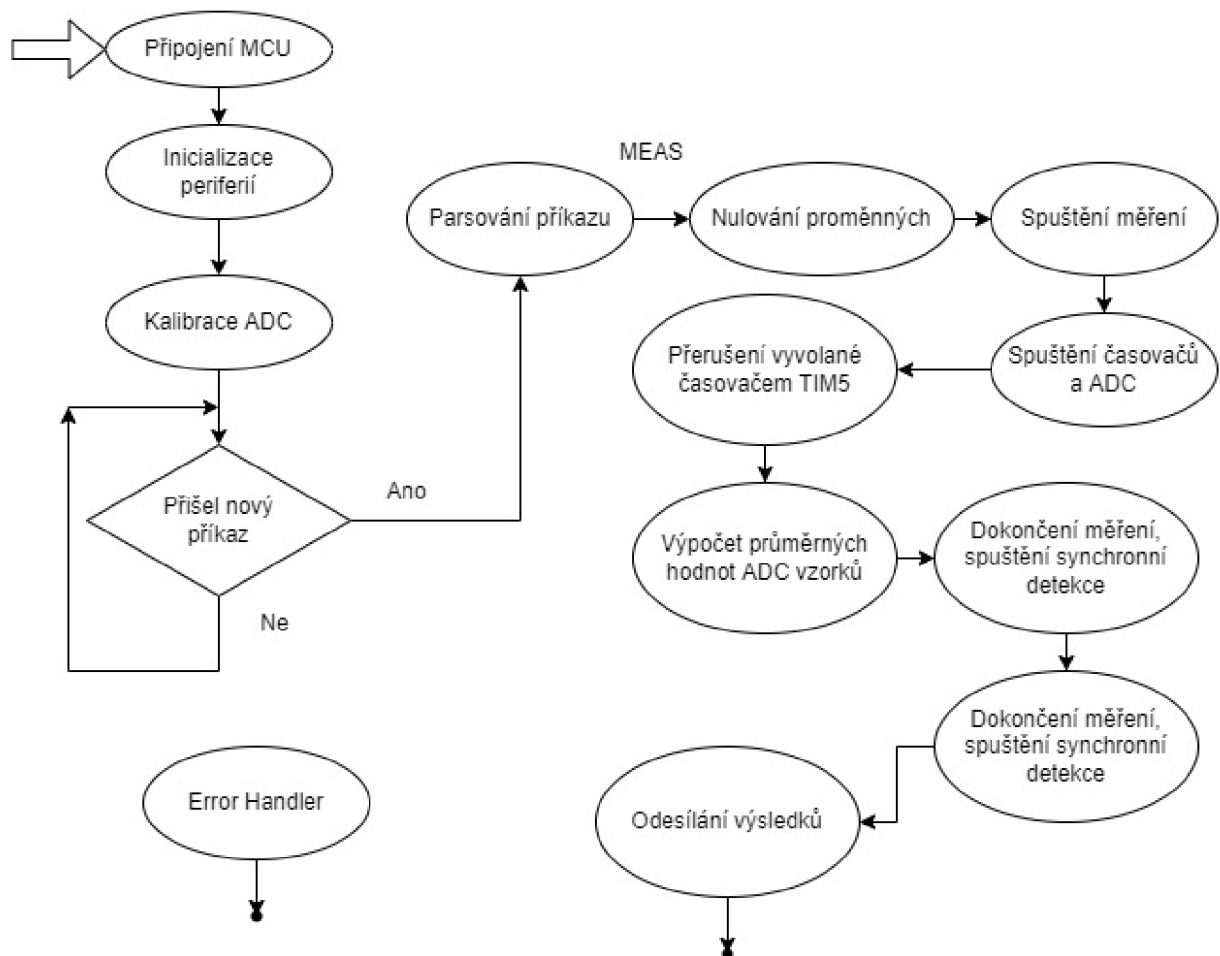 Připojení MCU
Inicializace
periferií
Kalibrace ADC
Přišel nový
příkaz
Ano
Ne
Error Handler
Parsování příkazu
MEAS
Nulování proměnných
Spuštění měření
Spuštění časovačů
a ADC
Přerušení vyvolané
časovačem TIM5
Výpočet průměrných
hodnot ADC vzorků
Dokončení měření,
spuštění synchronní
detekce
Dokončení měření,
spuštění synchronní
detekce
Odesílání výsledků